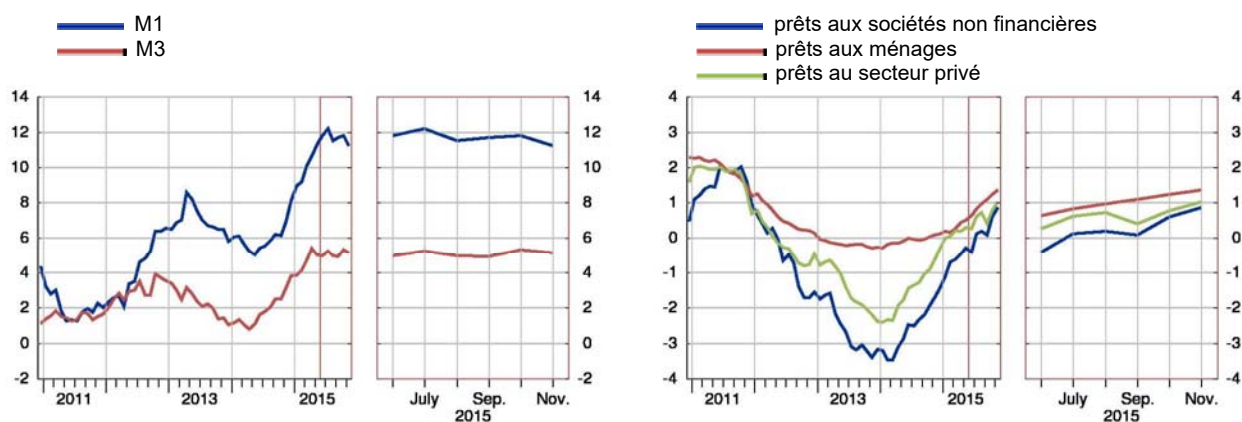 M1
M3
14 14 14
12 12
10 10
8 8
6 6
4 4
2 2
0 0
-2 -2
2011 2013 2015 July Sep. Nov.
2015
prêts aux sociétés non financières
prêts aux ménages
prêts au secteur privé
4 4
3 3
2 2
1 1
0 0
-1 -1
-2 -2
-3 -3
-4 -4
2011 2013 2015 July Sep. Nov.
2015